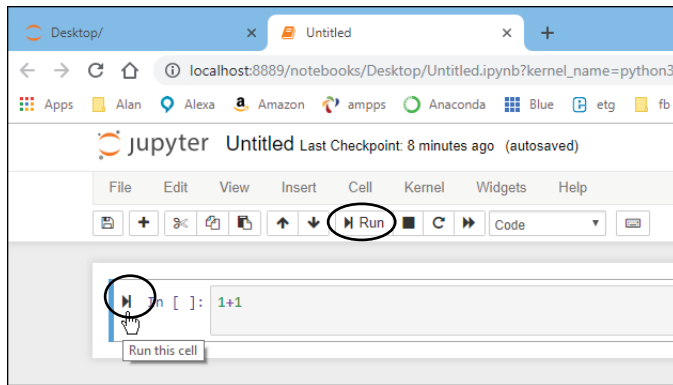 Desktop/ Untitled
localhost:8889/notebooks/Desktop/Untitled.ipynb?kernel_name=python3
Apps Alan Alexa Amazon ampps Anaconda Blue etg fb
jupyter Untitled Last Checkpoint: 8 minutes ago (autosaved)
File Edit View Insert Cell Kernel Widgets Help
Run Code
In [ ]: 1+1
Run this cell